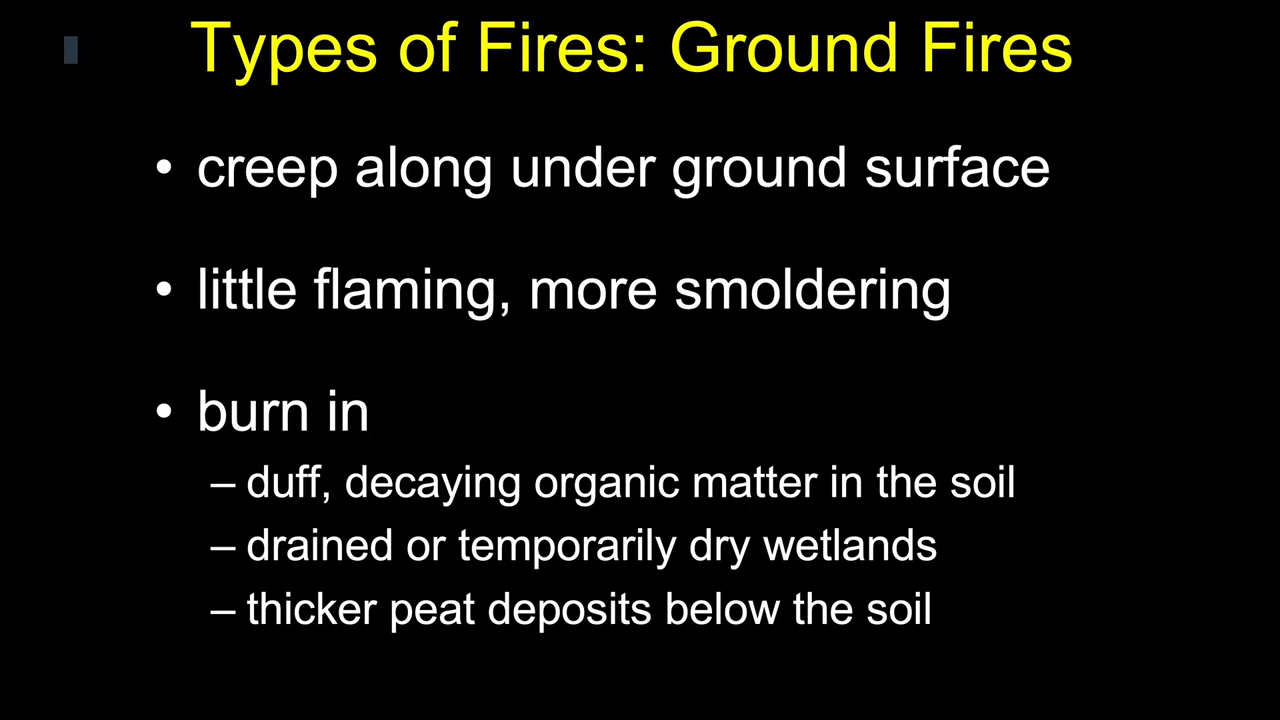 Types of Fires: Ground Fires
• creep along under ground surface
• little flaming, more smoldering
• burn in
– duff, decaying organic matter in the soil
– drained or temporarily dry wetlands
– thicker peat deposits below the soil